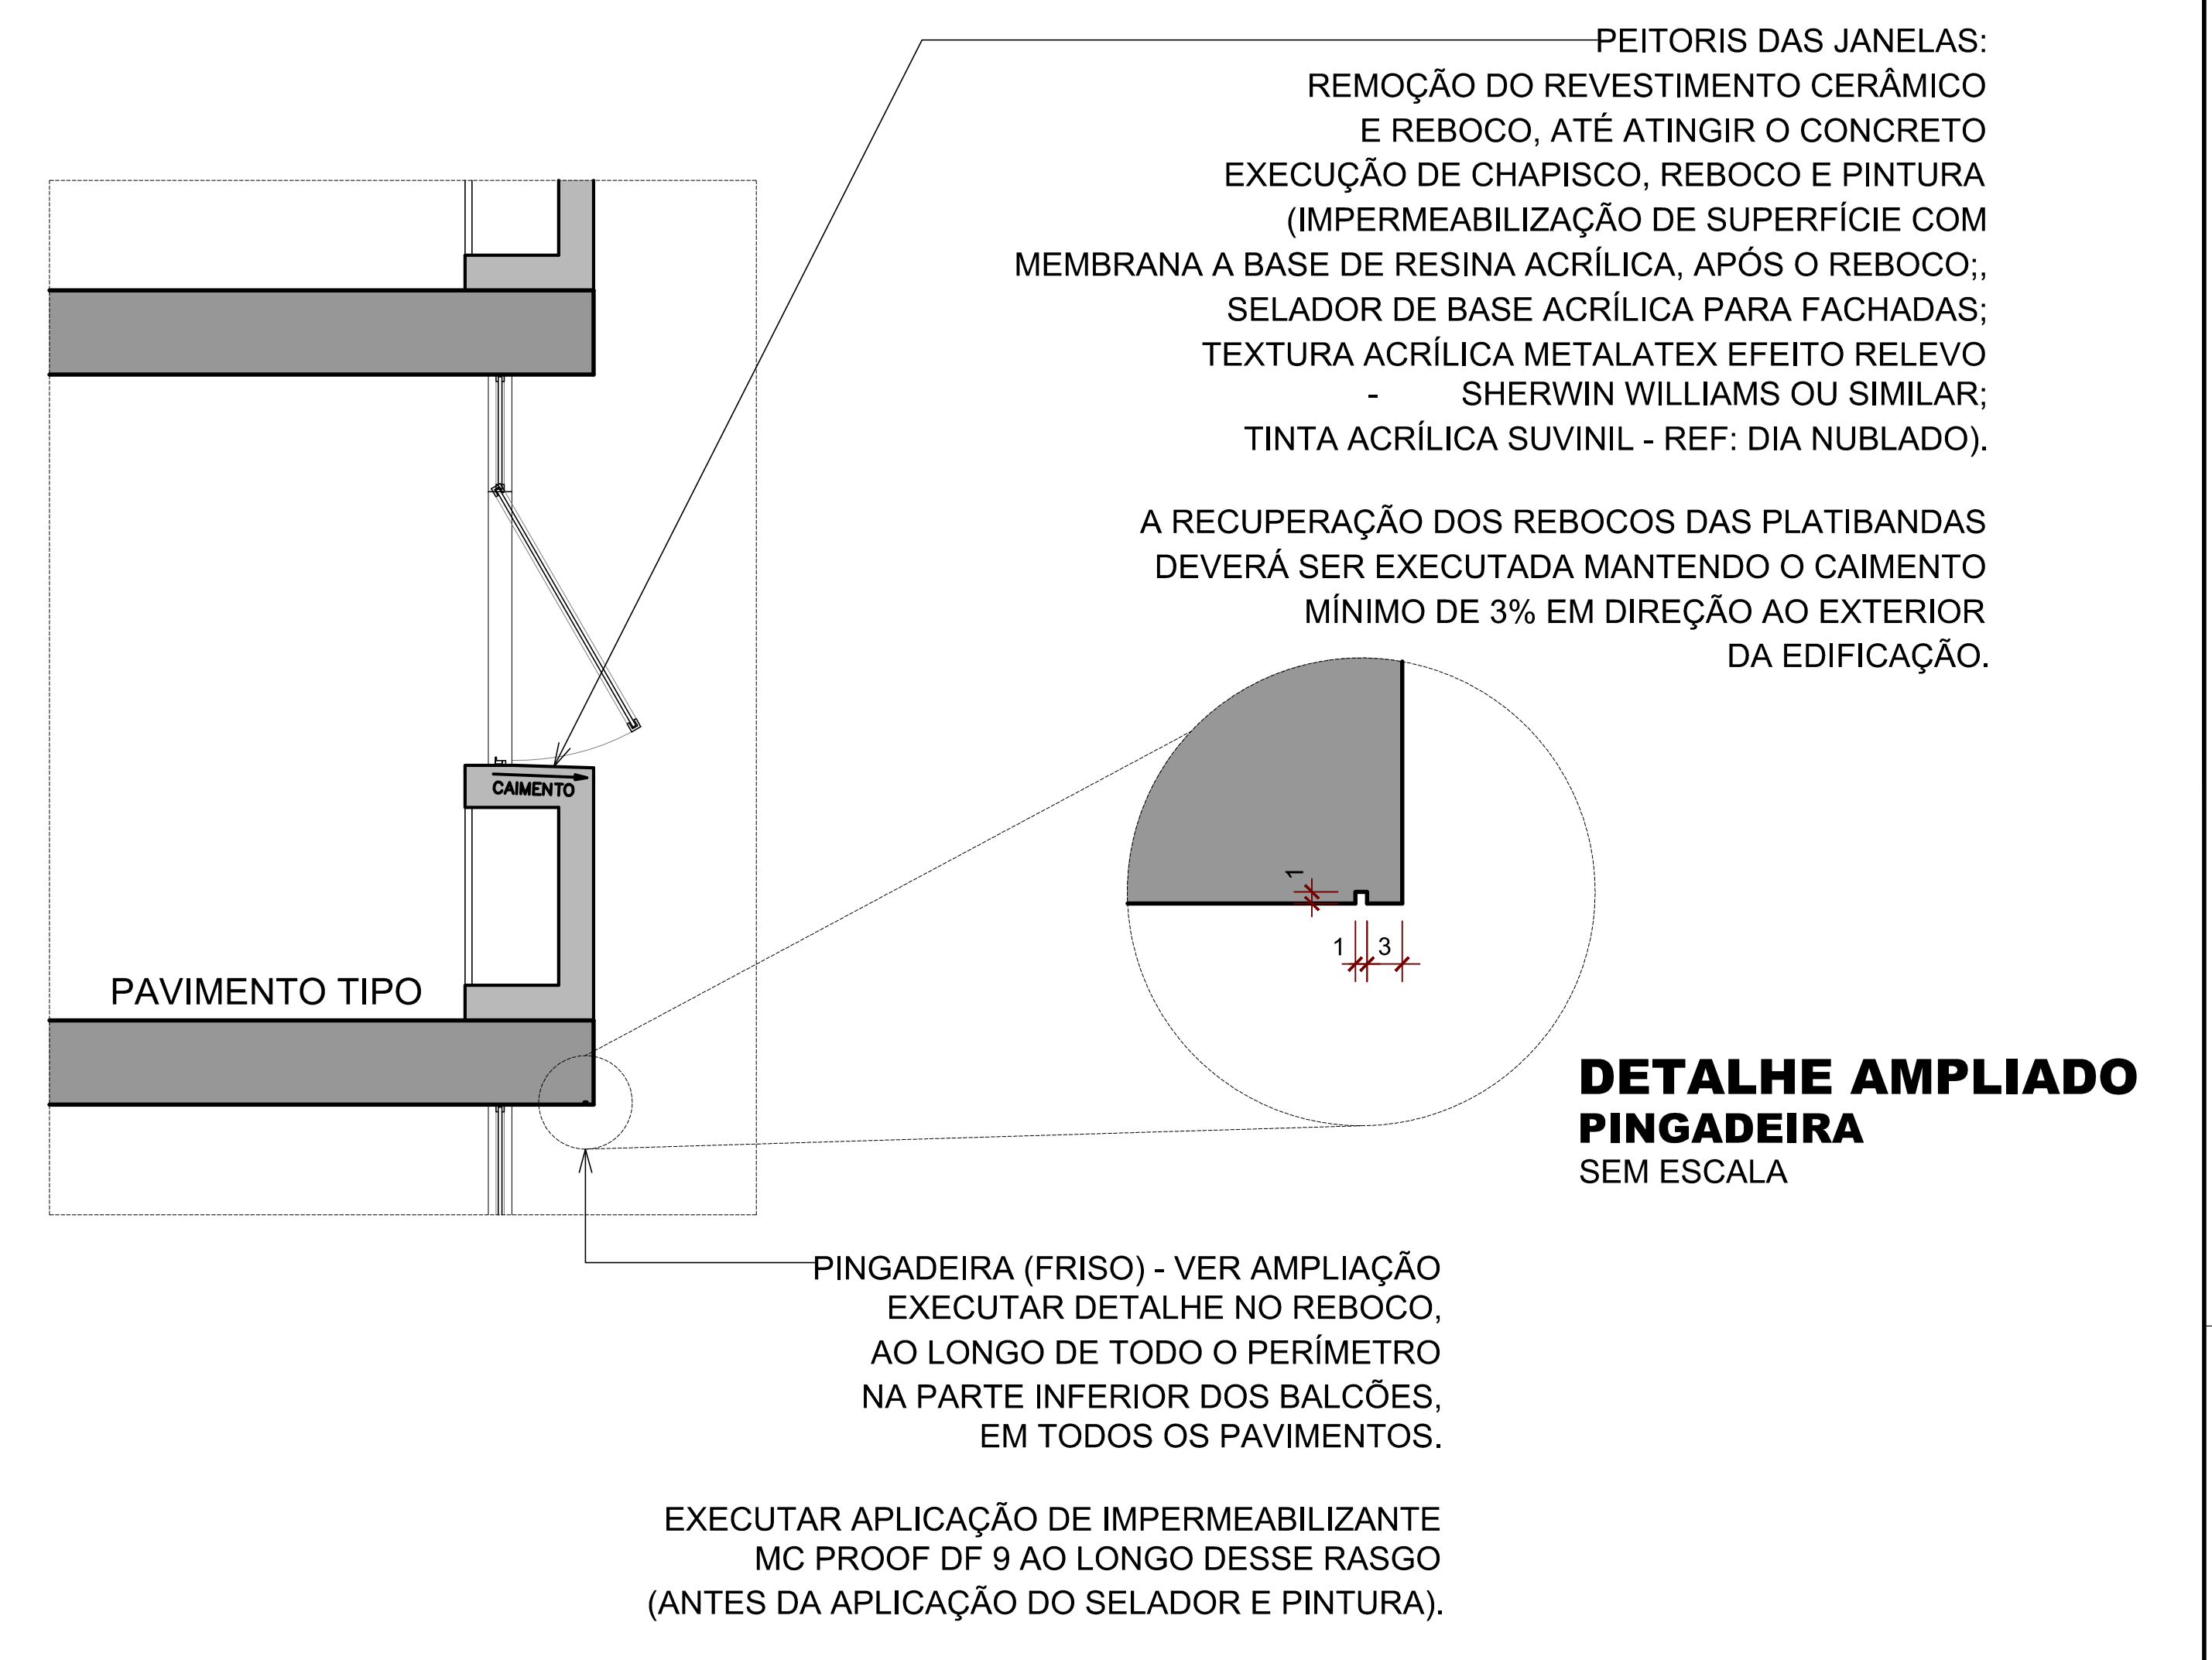 PEITORIS DAS JANELAS:
REMOÇÃO DO REVESTIMENTO CERÂMICO
E REBOCO, ATÉ ATINGIR O CONCRETO
EXECUÇÃO DE CHAPISCO, REBOCO E PINTURA
(IMPERMEABILIZAÇÃO DE SUPERFÍCIE COM
MEMBRANA A BASE DE RESINA ACRÍLICA, APÓS O REBOCO;,
SELADOR DE BASE ACRÍLICA PARA FACHADAS;
TEXTURA ACRÍLICA METALATEX EFEITO RELEVO
- SHERWIN WILLIAMS OU SIMILAR;
TINTA ACRÍLICA SUVINIL - REF: DIA NUBLADO).
A RECUPERAÇÃO DOS REBOCOS DAS PLATIBANDAS
DEVERÁ SER EXECUTADA MANTENDO O CAIMENTO
MÍNIMO DE 3% EM DIREÇÃO AO EXTERIOR
DA EDIFICAÇÃO.
CAIMENTO
PAVIMENTO TIPO
1
1 3
DETALHE AMPLIADO
PINGADEIRA
SEM ESCALA
PINGADEIRA (FRISO) - VER AMPLIAÇÃO
EXECUTAR DETALHE NO REBOCO,
AO LONGO DE TODO O PERÍMETRO
NA PARTE INFERIOR DOS BALCÕES,
EM TODOS OS PAVIMENTOS.
EXECUTAR APLICAÇÃO DE IMPERMEABILIZANTE
MC PROOF DF 9 AO LONGO DESSE RASGO
(ANTES DA APLICAÇÃO DO SELADOR E PINTURA).